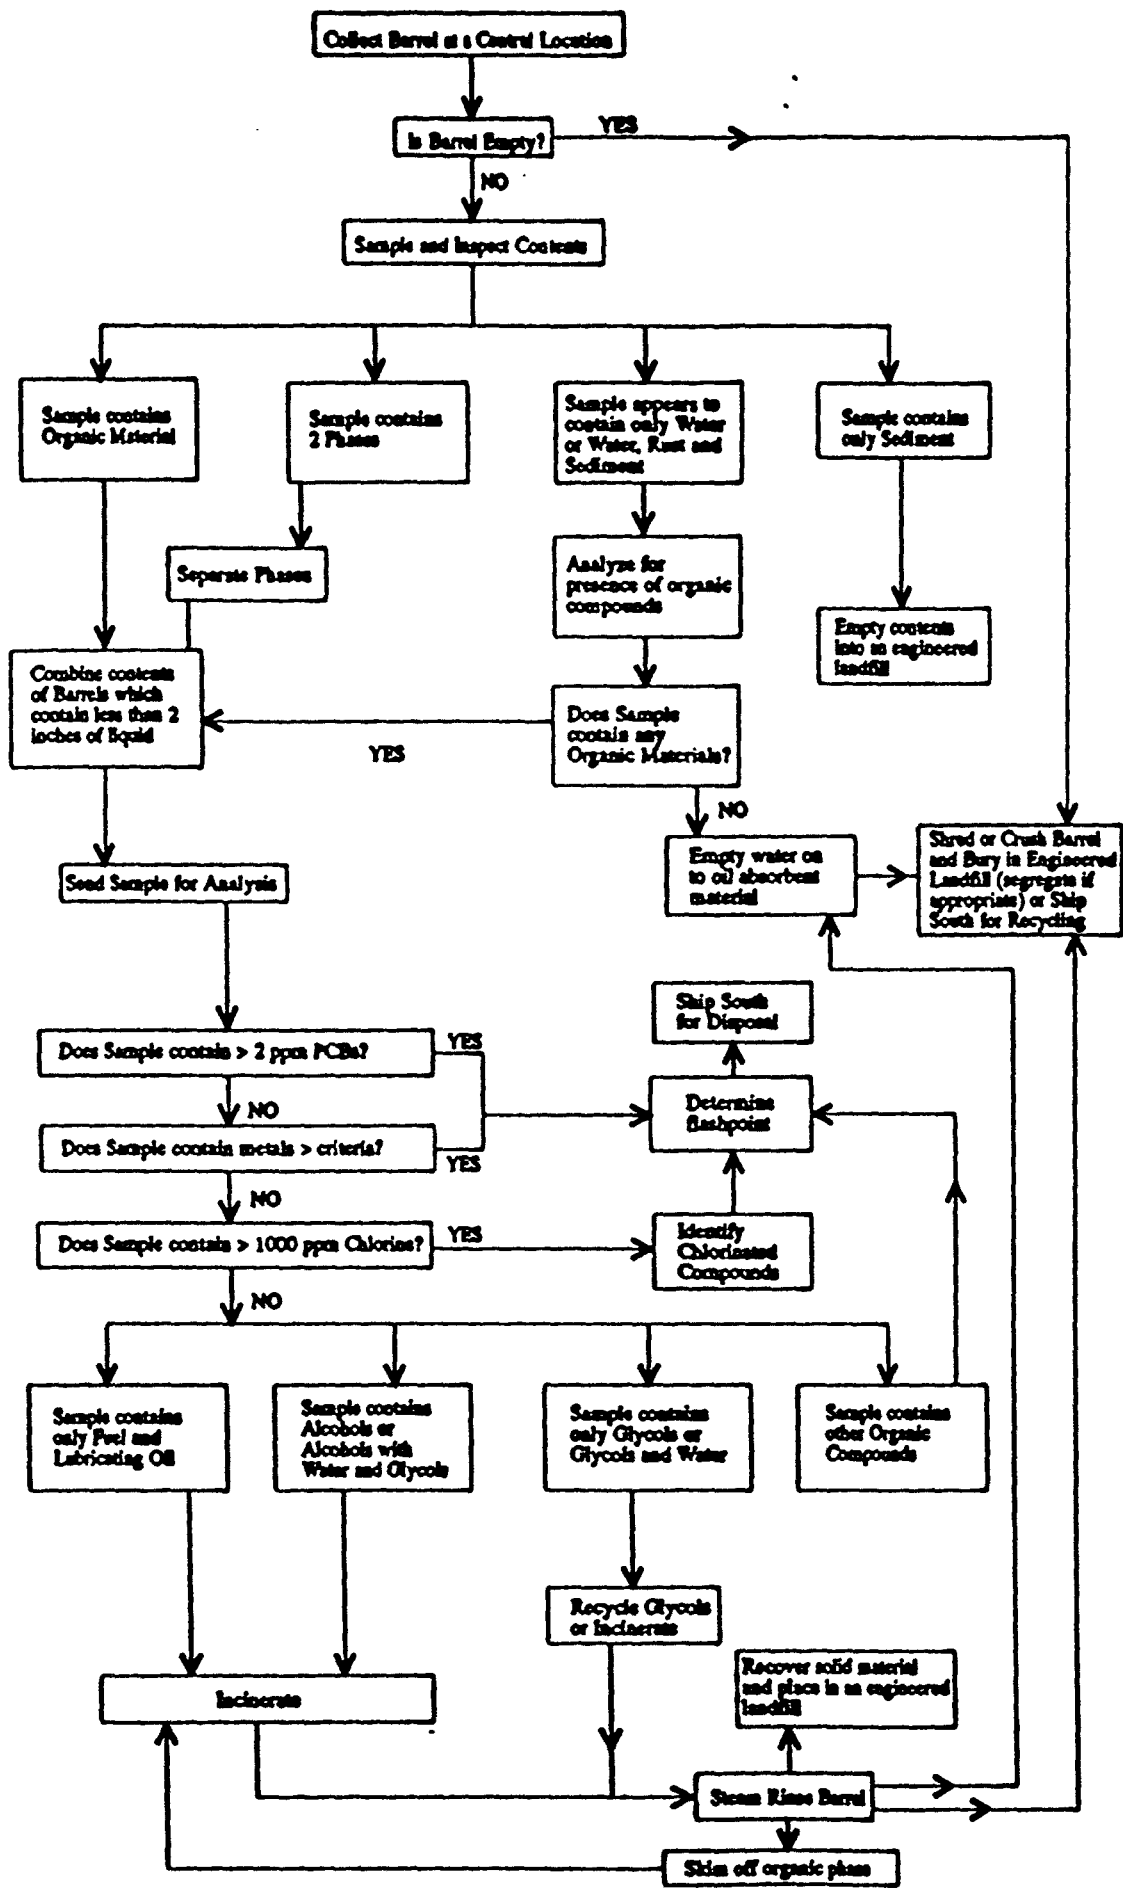 Collect Barrel at a Central Location
YES
Is Barrel Empty?
NO
Sample and Inspect Contents
Sample contains
Organic Material
Sample contains
2 Phases
Sample appears to
contain only Water
or Water, Rust and
Sediment
Sample contains
only Sediment
Separate Phases
Analyze for
presence of organic
compounds
Empty contents
into an engineered
landfill
Combine contents
of Barrels which
contain less than 2
inches of liquid
Does Sample
contain any
Organic Materials?
YES
NO
Send Sample for Analysis
Empty water on
to oil absorbent
material
Shred or Crush Barrel
and Bury in Engineered
Landfill (segregate if
appropriate) or Ship
South for Recycling
Ship South
for Disposal
Does Sample contain > 2 ppm PCBs?
YES
Determine
flashpoint
NO
Does Sample contain metals > criteria?
YES
NO
Does Sample contain > 1000 ppm Chlorine?
YES
Identify
Chlorinated
Compounds
NO
Sample contains
only Fuel and
Lubricating Oil
Sample contains
Alcohols or
Alcohols with
Water and Glycols
Sample contains
only Glycols or
Glycols and Water
Sample contains
other Organic
Compounds
Recycle Glycols
or Incinerate
Incinerate
Recover solid material
and place in an engineered
landfill
Steam Rinse Barrel
Skim off organic phase